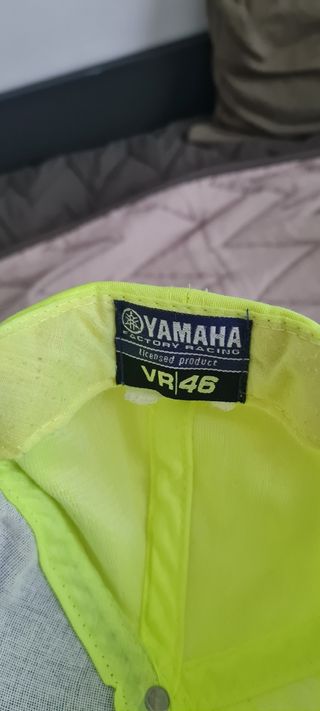 YAMAHA
FACTORY RACING
licensed product
VR|46